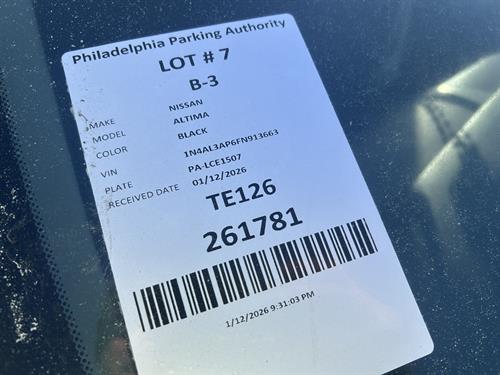 Philadelphia Parking Authority
LOT # 7
B-3
MAKE NISSAN
MODEL ALTIMA
COLOR BLACK
VIN 1N4AL3AP6FN913663
PLATE PA-LCE1507
RECEIVED DATE 01/12/2026
TE126
261781
1/12/2026 9:31:03 PM